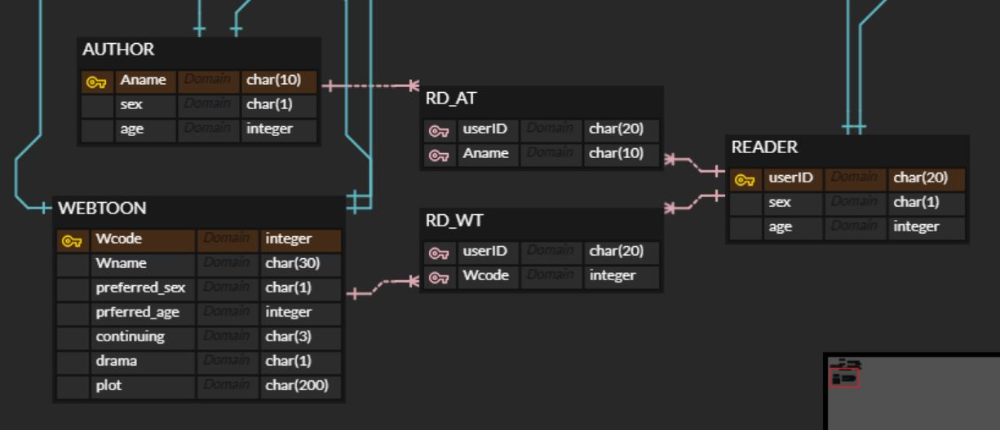 AUTHOR
Aname Domain char(10)
sex Domain char(1)
age Domain integer
RD_AT
userID Domain char(20)
Aname Domain char(10)
READER
userID Domain char(20)
sex Domain char(1)
age Domain integer
WEBTOON
Wcode Domain integer
Wname Domain char(30)
preferred_sex Domain char(1)
prferred_age Domain integer
continuing Domain char(3)
drama Domain char(1)
plot Domain char(200)
RD_WT
userID Domain char(20)
Wcode Domain integer